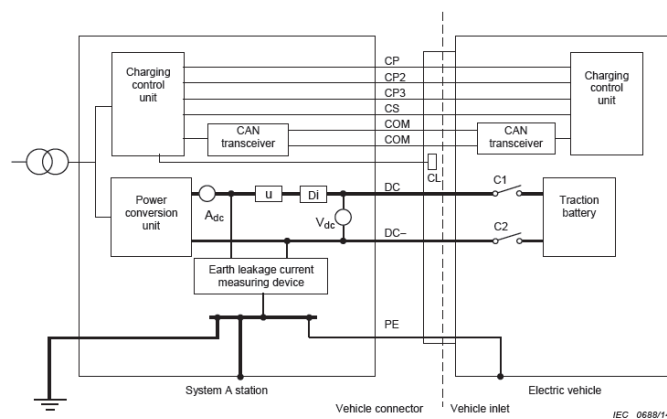 Charging
control
unit
CP
CP2
CP3
CS
COM
COM
CAN
transceiver
CAN
transceiver
Charging
control
unit
CL
Power
conversion
unit
Adc
u
Di
Vdc
DC
DC–
C1
C2
Traction
battery
Earth leakage current
measuring device
PE
System A station
Vehicle connector
Vehicle inlet
Electric vehicle